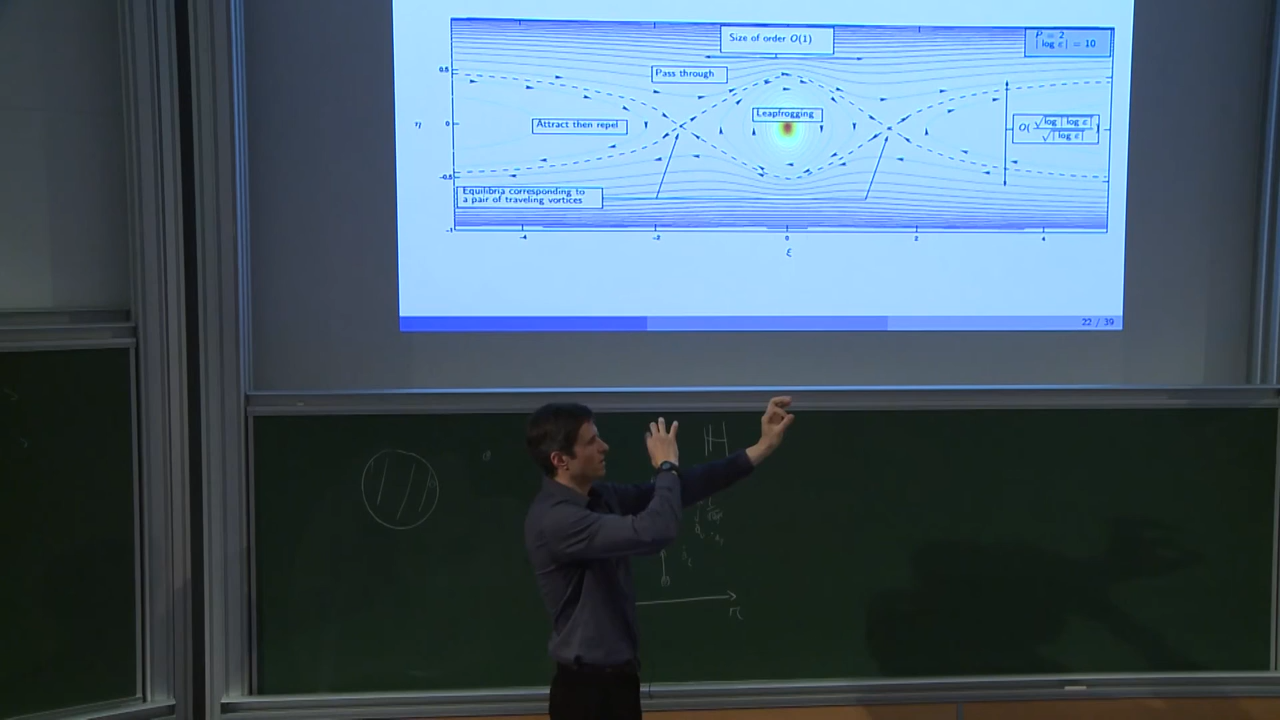 Size of order O(1)
P = 2
| log ε | = 10
Pass through
0.5
Leapfrogging
Attract then repel
η
0
O(√log | log ε | / √| log ε |)
-0.5
Equilibria corresponding to
a pair of traveling vortices
-1
-4
-2
0
2
4
ξ
22 / 39